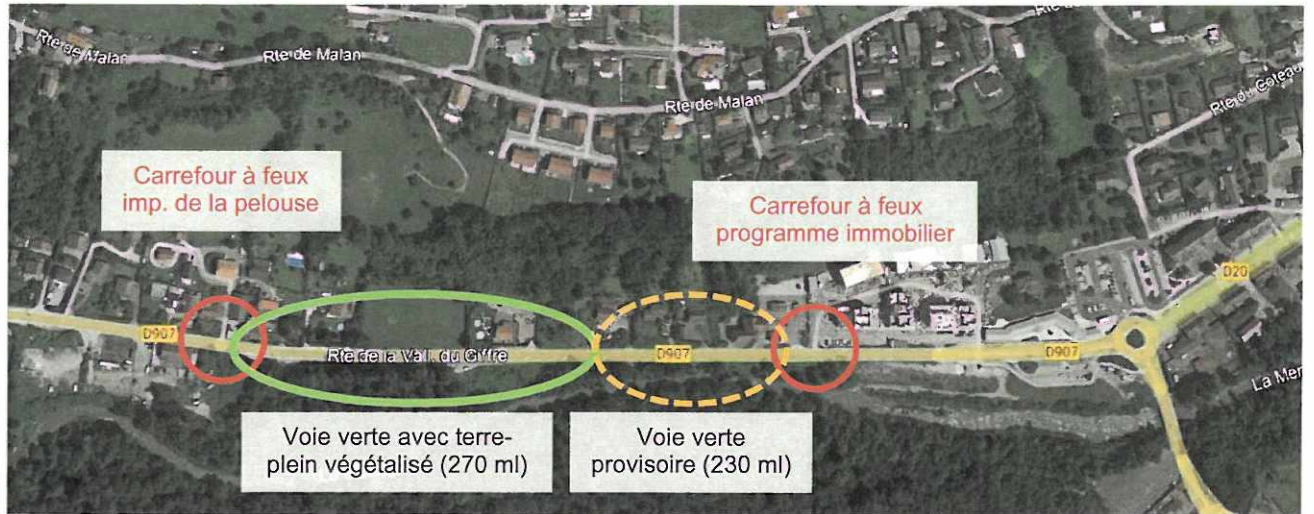 Rte de Malan
Rte de Malan
Rte de Malan
Rte du Coteau
Carrefour à feux
imp. de la pelouse
Carrefour à feux
programme immobilier
D20
D907
Rte de la Vall. du Giffre
D907
D907
La Mer
Voie verte avec terre-
plein végétalisé (270 ml)
Voie verte
provisoire (230 ml)